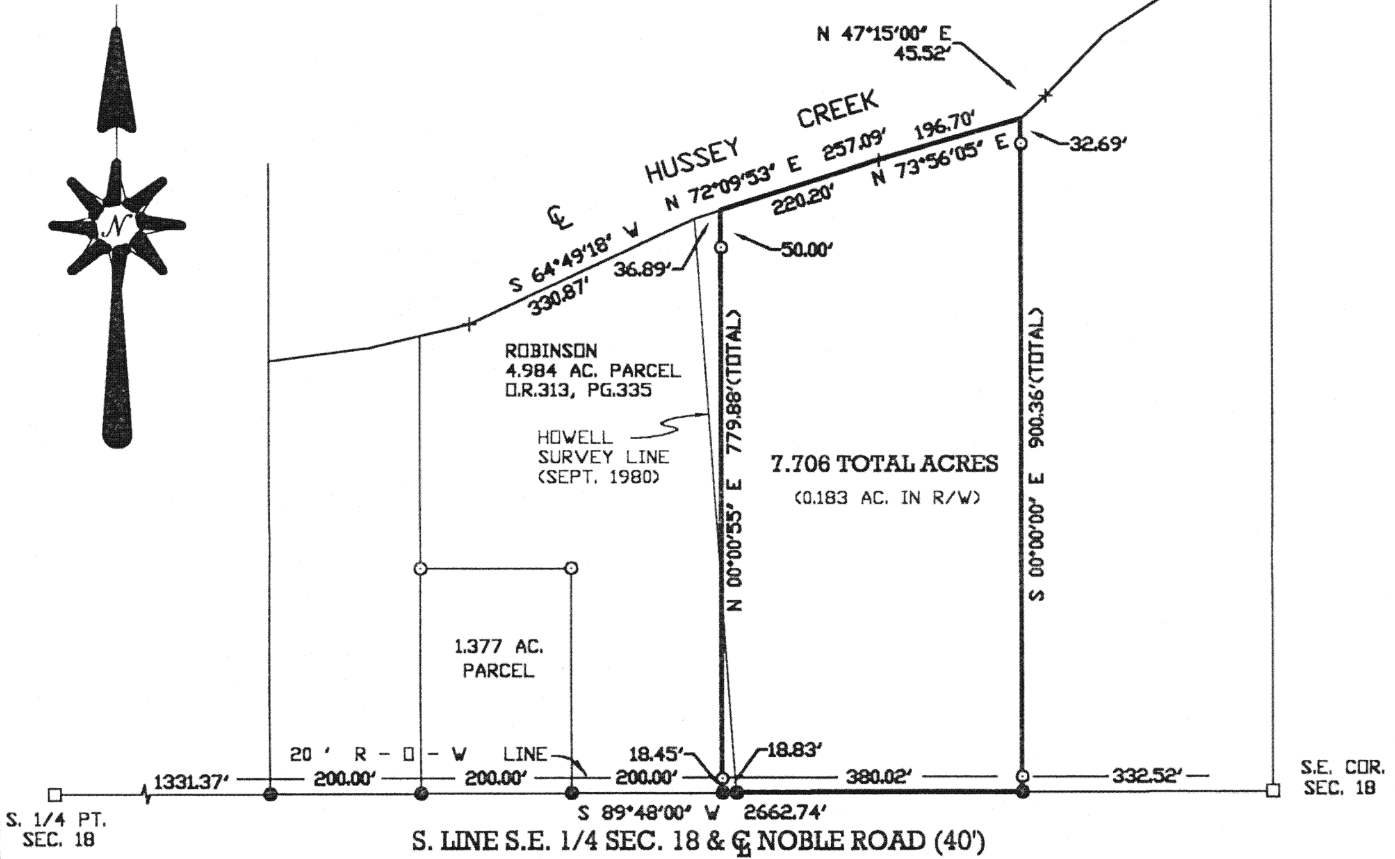 N 47°15'00" E
45.52'
HUSSEY CREEK
N 72°09'53" E 257.09'
196.70'
N 73°56'05" E
220.20'
32.69'
℄
S 64°49'18" W
330.87'
36.89'
50.00'
N
ROBINSON
4.984 AC. PARCEL
O.R.313, PG.335
HOWELL
SURVEY LINE
(SEPT. 1980)
N 00°00'55" E 779.88'(TOTAL)
7.706 TOTAL ACRES
(0.183 AC. IN R/W)
S 00°00'00" E 900.36'(TOTAL)
1.377 AC.
PARCEL
20 ' R - O - W LINE
18.45'
18.83'
1331.37'
200.00'
200.00'
200.00'
380.02'
332.52'
S.E. COR.
SEC. 18
S. 1/4 PT.
SEC. 18
S 89°48'00" W 2662.74'
S. LINE S.E. 1/4 SEC. 18 & ℄ NOBLE ROAD (40')